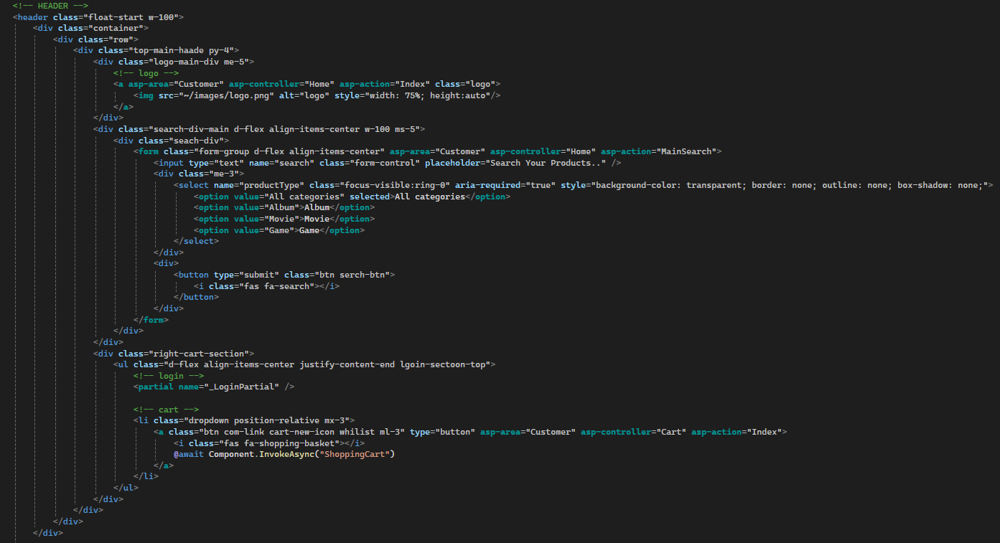 <!-- HEADER -->
<header class="float-start w-100">
<div class="container">
<div class="row">
<div class="top-main-haade py-4">
<div class="logo-main-div me-5">
<!-- logo -->
<a asp-area="Customer" asp-controller="Home" asp-action="Index" class="logo">
<img src="~/images/logo.png" alt="logo" style="width: 75%; height:auto"/>
</a>
</div>
<div class="search-div-main d-flex align-items-center w-100 ms-5">
<div class="seach-div">
<form class="form-group d-flex align-items-center" asp-area="Customer" asp-controller="Home" asp-action="MainSearch">
<input type="text" name="search" class="form-control" placeholder="Search Your Products.." />
<div class="me-3">
<select name="productType" class="focus-visible:ring-0" aria-required="true" style="background-color: transparent; border: none; outline: none; box-shadow: none;">
<option value="All categories" selected>All categories</option>
<option value="Album">Album</option>
<option value="Movie">Movie</option>
<option value="Game">Game</option>
</select>
</div>
<div>
<button type="submit" class="btn serch-btn">
<i class="fas fa-search"></i>
</button>
</div>
</form>
</div>
</div>
<div class="right-cart-section">
<ul class="d-flex align-items-center justify-content-end lgoin-sectoon-top">
<!-- login -->
<partial name="_LoginPartial" />
<!-- cart -->
<li class="dropdown position-relative mx-3">
<a class="btn com-link cart-new-icon whilist ml-3" type="button" asp-area="Customer" asp-controller="Cart" asp-action="Index">
<i class="fas fa-shopping-basket"></i>
@await Component.InvokeAsync("ShoppingCart")
</a>
</li>
</ul>
</div>
</div>
</div>
</div>